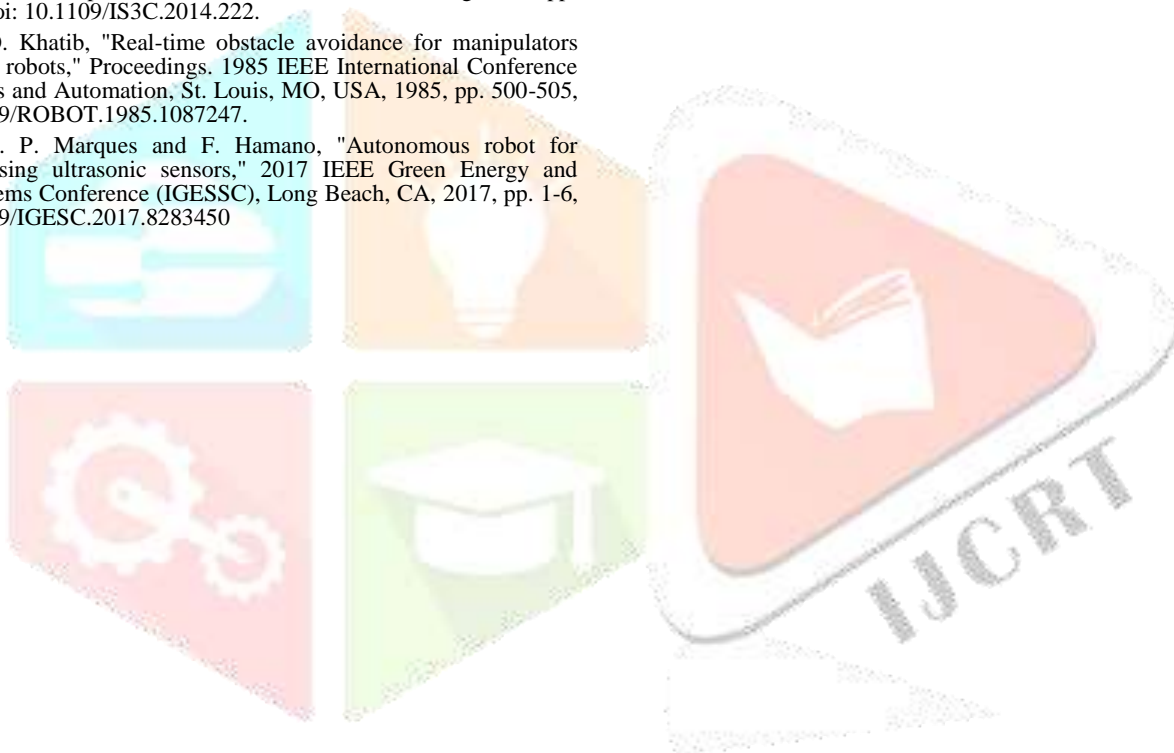 oi: 10.1109/IS3C.2014.222.
O. Khatib, "Real-time obstacle avoidance for manipulators
robots," Proceedings. 1985 IEEE International Conference
s and Automation, St. Louis, MO, USA, 1985, pp. 500-505,
9/ROBOT.1985.1087247.
. P. Marques and F. Hamano, "Autonomous robot for
sing ultrasonic sensors," 2017 IEEE Green Energy and
ems Conference (IGESSC), Long Beach, CA, 2017, pp. 1-6,
9/IGESC.2017.8283450
IJCRT